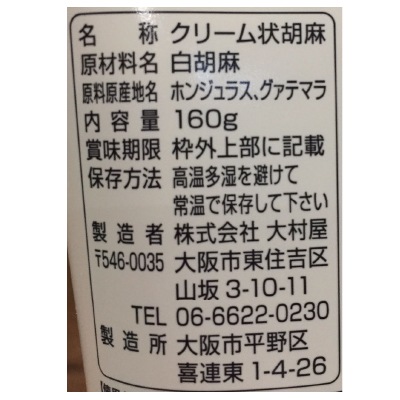 名 称 クリーム状胡麻
原材料名 白胡麻
原料原産地名 ホンジュラス、グァテマラ
内容量 160g
賞味期限 枠外上部に記載
保存方法 高温多湿を避けて
常温で保存して下さい
製造者 株式会社 大村屋
〒546-0035 大阪市東住吉区
山坂 3-10-11
TEL 06-6622-0230
製造所 大阪市平野区
喜連東 1-4-26